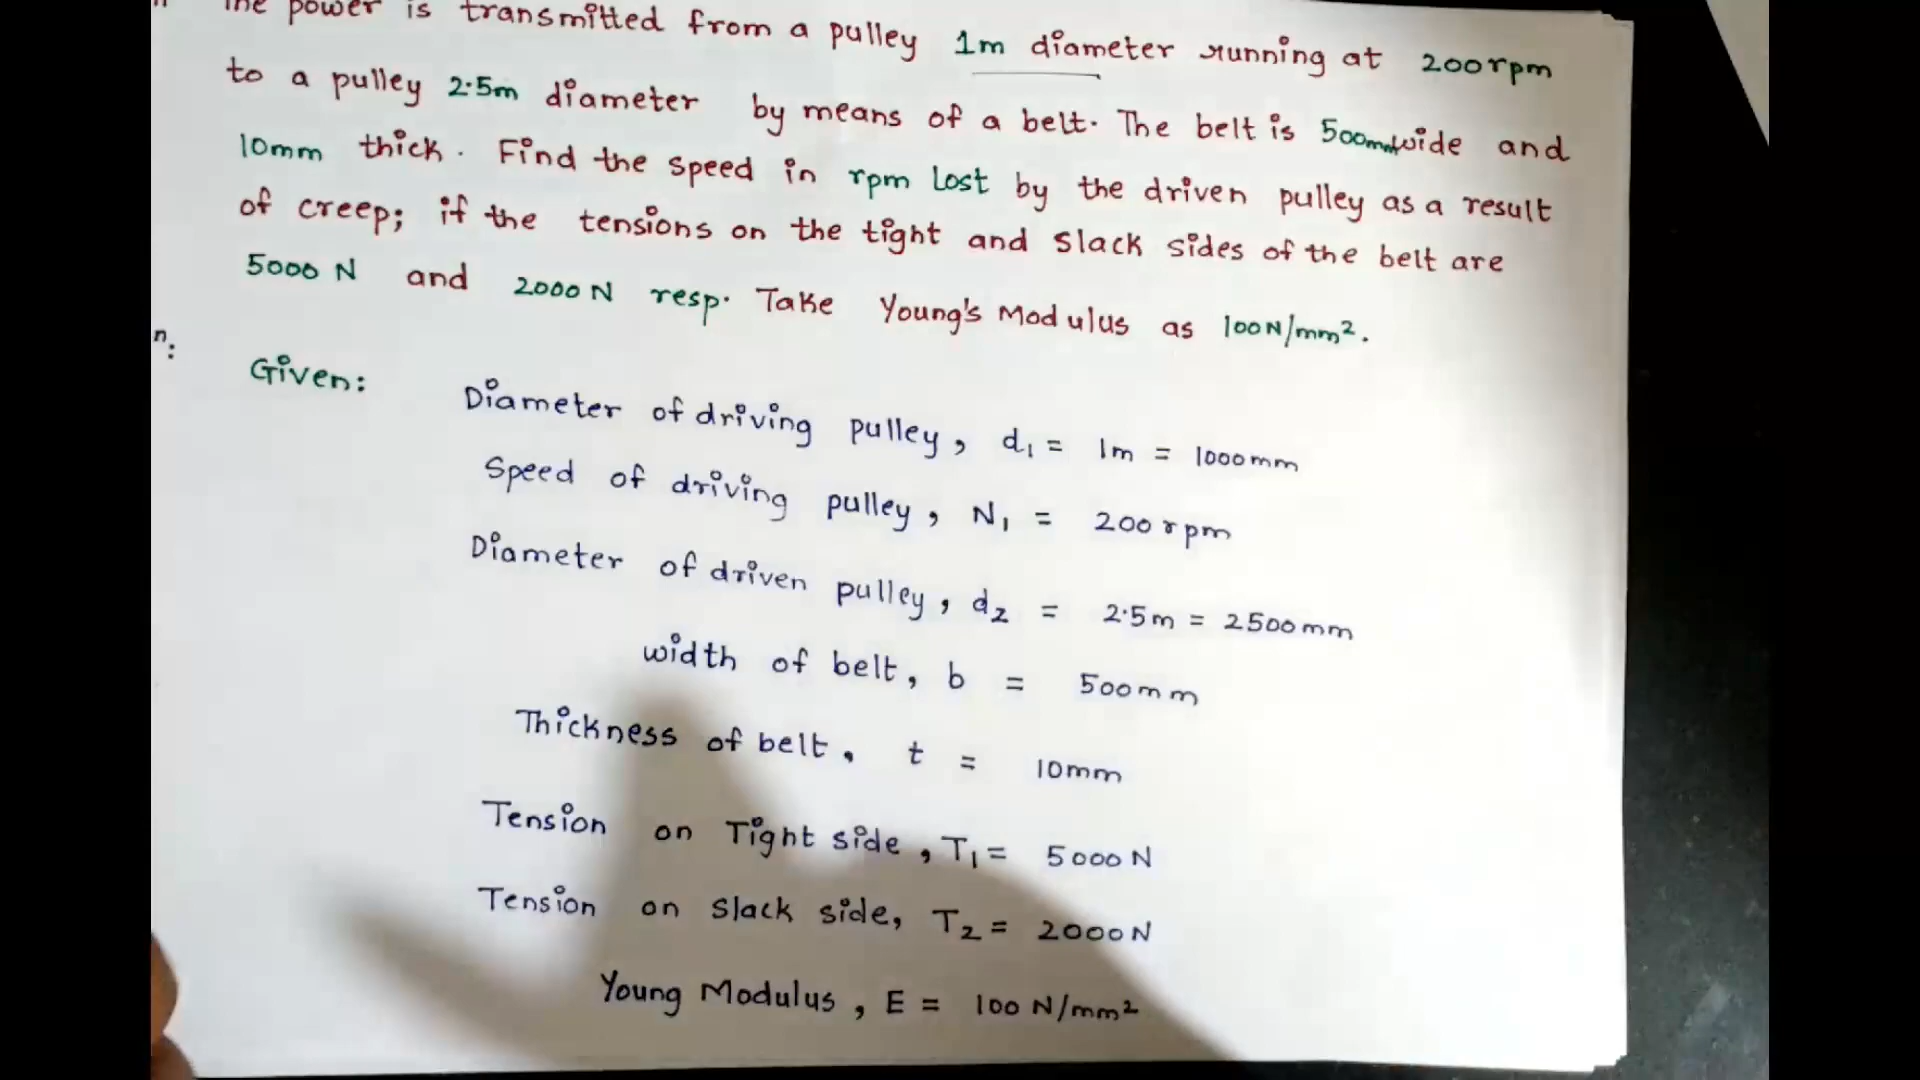 The power is transmitted from a pulley 1m diameter running at 200rpm
to a pulley 2.5m diameter by means of a belt. The belt is 500mm wide and
10mm thick. Find the speed in rpm lost by the driven pulley as a result
of creep; if the tensions on the tight and slack sides of the belt are
5000 N and 2000 N resp. Take Young's Modulus as 100N/mm².
n:
Given:
Diameter of driving pulley, d₁ = 1m = 1000mm
Speed of driving pulley, N₁ = 200 rpm
Diameter of driven pulley, d₂ = 2.5m = 2500mm
width of belt, b = 500mm
Thickness of belt, t = 10mm
Tension on Tight side, T₁ = 5000 N
Tension on slack side, T₂ = 2000 N
Young Modulus, E = 100 N/mm²